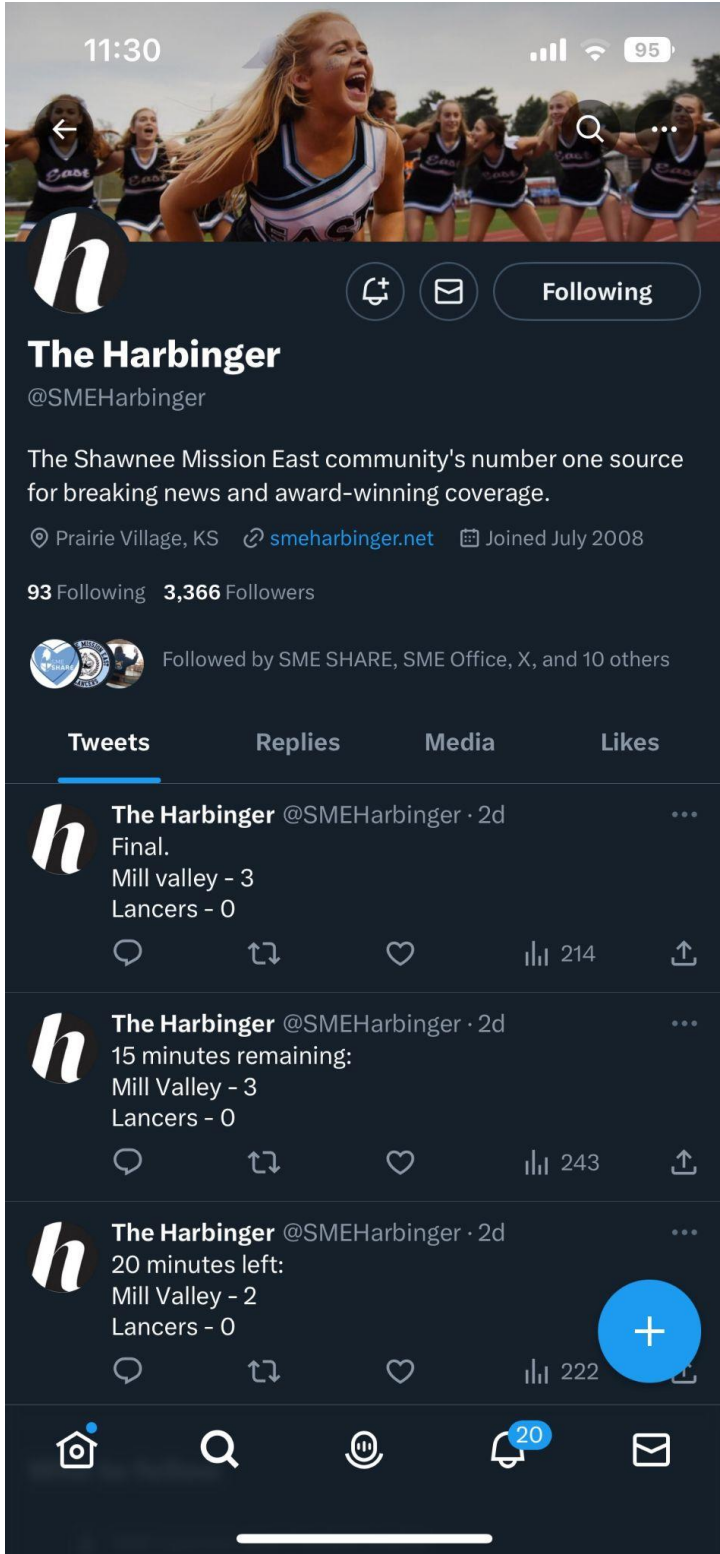 11:30
95
East
East
East
East
East
EAST
h
Following
The Harbinger
@SMEHarbinger
The Shawnee Mission East community's number one source
for breaking news and award-winning coverage.
Prairie Village, KS smeharbinger.net Joined July 2008
93 Following 3,366 Followers
Followed by SME SHARE, SME Office, X, and 10 others
Tweets Replies Media Likes
h
The Harbinger @SMEHarbinger · 2d
Final.
Mill valley - 3
Lancers - 0
214
h
The Harbinger @SMEHarbinger · 2d
15 minutes remaining:
Mill Valley - 3
Lancers - 0
243
h
The Harbinger @SMEHarbinger · 2d
20 minutes left:
Mill Valley - 2
Lancers - 0
222
20